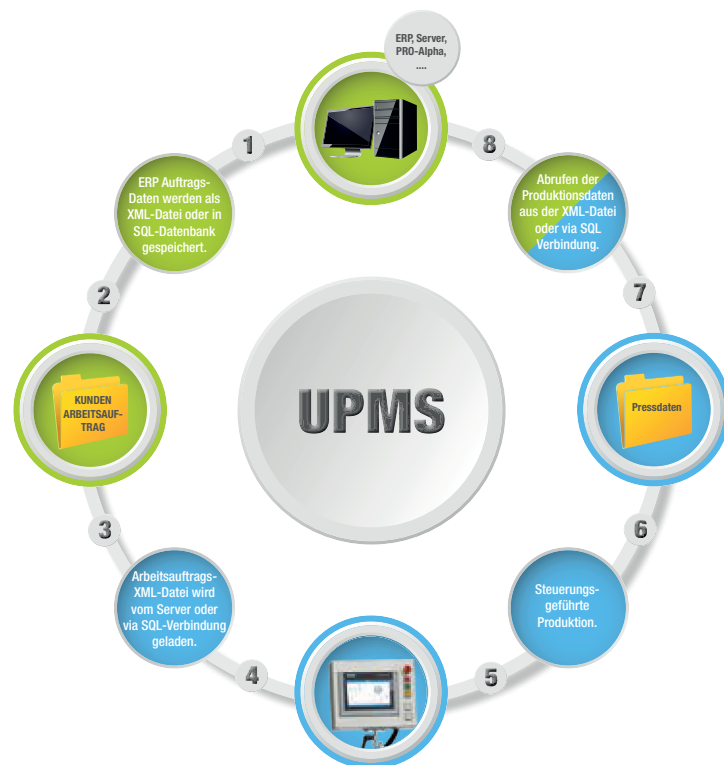 ERP, Server,
PRO-Alpha,
....
1
ERP Auftrags-
Daten werden als
XML-Datei oder in
SQL-Datenbank
gespeichert.
2
KUNDEN
ARBEITSAUF-
TRAG
3
Arbeitsauftrags-
XML-Datei wird
vom Server oder
via SQL-Verbindung
geladen.
4
5
Steuerungs-
geführte
Produktion.
6
Pressdaten
7
Abrufen der
Produktionsdaten
aus der XML-Datei
oder via SQL
Verbindung.
8
UPMS